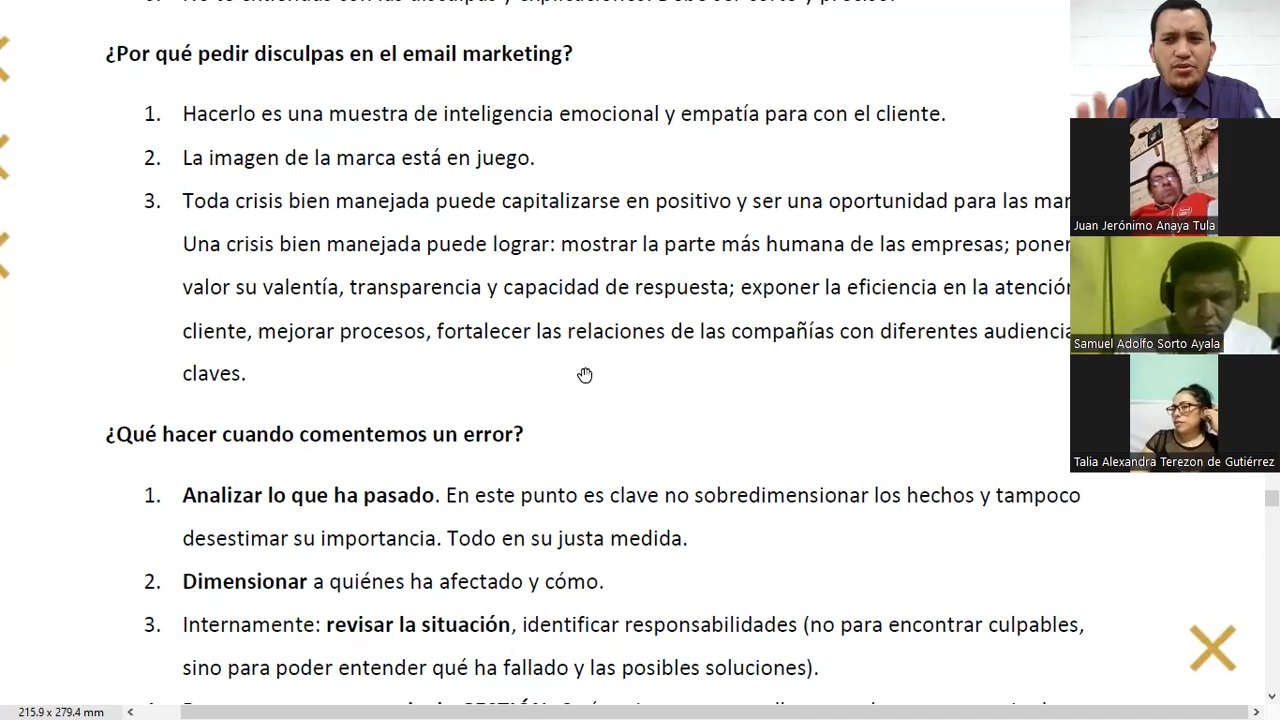 ¿Por qué pedir disculpas en el email marketing?
1. Hacerlo es una muestra de inteligencia emocional y empatía para con el cliente.
2. La imagen de la marca está en juego.
3. Toda crisis bien manejada puede capitalizarse en positivo y ser una oportunidad para las mar
Una crisis bien manejada puede lograr: mostrar la parte más humana de las empresas; poner
valor su valentía, transparencia y capacidad de respuesta; exponer la eficiencia en la atención
cliente, mejorar procesos, fortalecer las relaciones de las compañías con diferentes audiencia
claves.
¿Qué hacer cuando comentemos un error?
1. Analizar lo que ha pasado. En este punto es clave no sobredimensionar los hechos y tampoco
desestimar su importancia. Todo en su justa medida.
2. Dimensionar a quiénes ha afectado y cómo.
3. Internamente: revisar la situación, identificar responsabilidades (no para encontrar culpables,
sino para poder entender qué ha fallado y las posibles soluciones).
215.9 x 279.4 mm
Juan Jerónimo Anaya Tula
Samuel Adolfo Sorto Ayala
Talia Alexandra Terezon de Gutiérrez